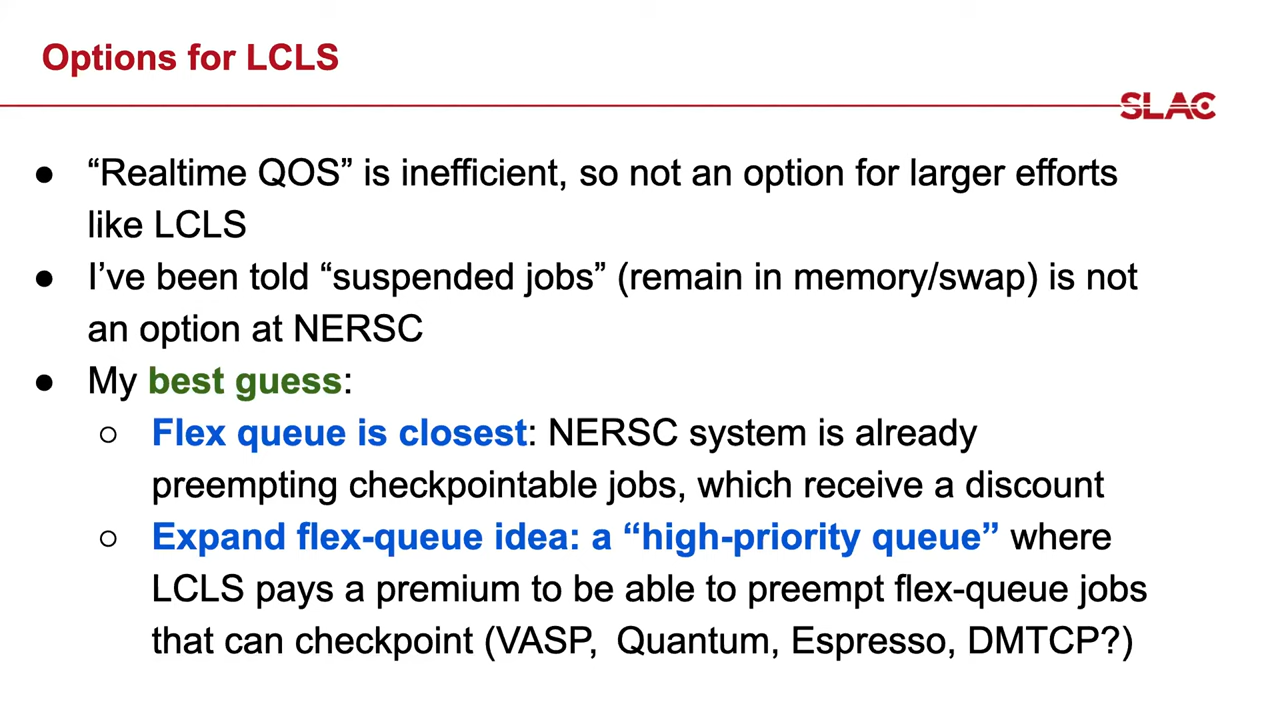 Options for LCLS
SLAC
● “Realtime QOS” is inefficient, so not an option for larger efforts
like LCLS
● I’ve been told “suspended jobs” (remain in memory/swap) is not
an option at NERSC
● My best guess:
○ Flex queue is closest: NERSC system is already
preempting checkpointable jobs, which receive a discount
○ Expand flex-queue idea: a “high-priority queue” where
LCLS pays a premium to be able to preempt flex-queue jobs
that can checkpoint (VASP, Quantum, Espresso, DMTCP?)